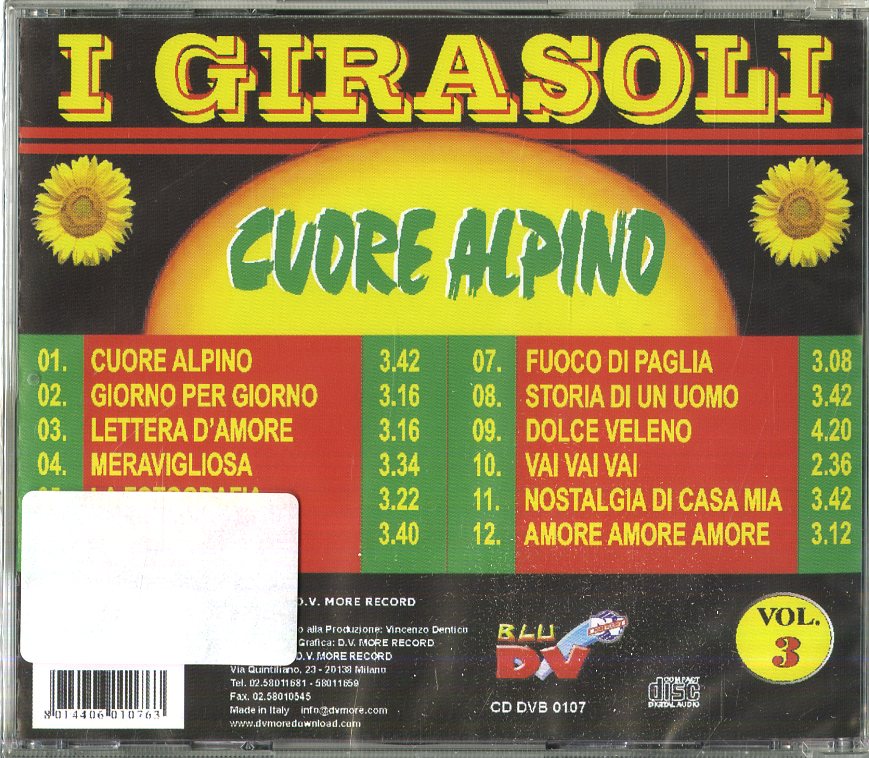 I GIRASOLI
CUORE ALPINO
01. CUORE ALPINO 3.42
02. GIORNO PER GIORNO 3.16
03. LETTERA D'AMORE 3.16
04. MERAVIGLIOSA 3.34
LA FOTOGRAFIA 3.22
3.40
07. FUOCO DI PAGLIA 3.08
08. STORIA DI UN UOMO 3.42
09. DOLCE VELENO 4.20
10. VAI VAI VAI 2.36
11. NOSTALGIA DI CASA MIA 3.42
12. AMORE AMORE AMORE 3.12
D.V. MORE RECORD
alla Produzione: Vincenzo Dentico
Grafica: D.V. MORE RECORD
D.V. MORE RECORD
Via Quintiliano, 23 - 20138 Milano
Tel. 02.58011681 - 58011659
Fax. 02.58010545
Made in Italy info@dvmore.com
www.dvmoredownload.com
8 014406 010763
BLU
D.V
CD DVB 0107
COMPACT
disc
DIGITAL AUDIO
VOL.
3